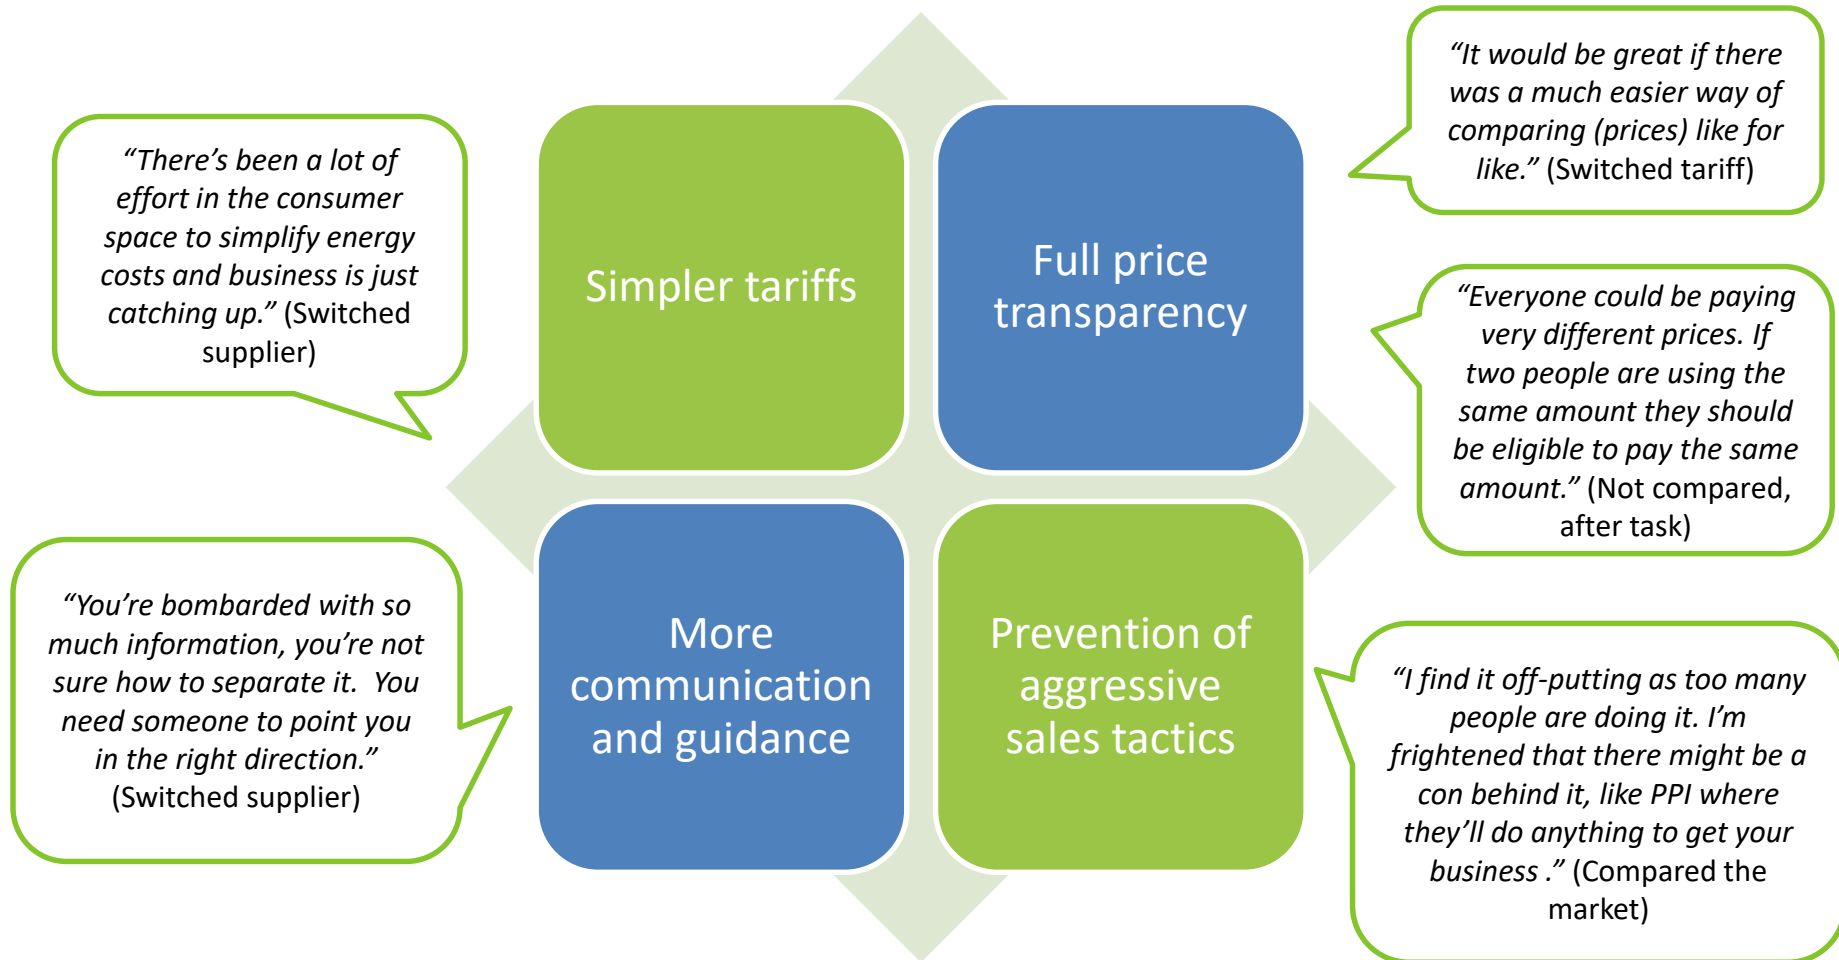 “There’s been a lot of
effort in the consumer
space to simplify energy
costs and business is just
catching up.” (Switched
supplier)
Simpler tariffs
Full price
transparency
“It would be great if there
was a much easier way of
comparing (prices) like for
like.” (Switched tariff)
“Everyone could be paying
very different prices. If
two people are using the
same amount they should
be eligible to pay the same
amount.” (Not compared,
after task)
“You’re bombarded with so
much information, you’re not
sure how to separate it.  You
need someone to point you
in the right direction.”
(Switched supplier)
More
communication
and guidance
Prevention of
aggressive
sales tactics
“I find it off-putting as too many
people are doing it. I’m
frightened that there might be a
con behind it, like PPI where
they’ll do anything to get your
business .” (Compared the
market)